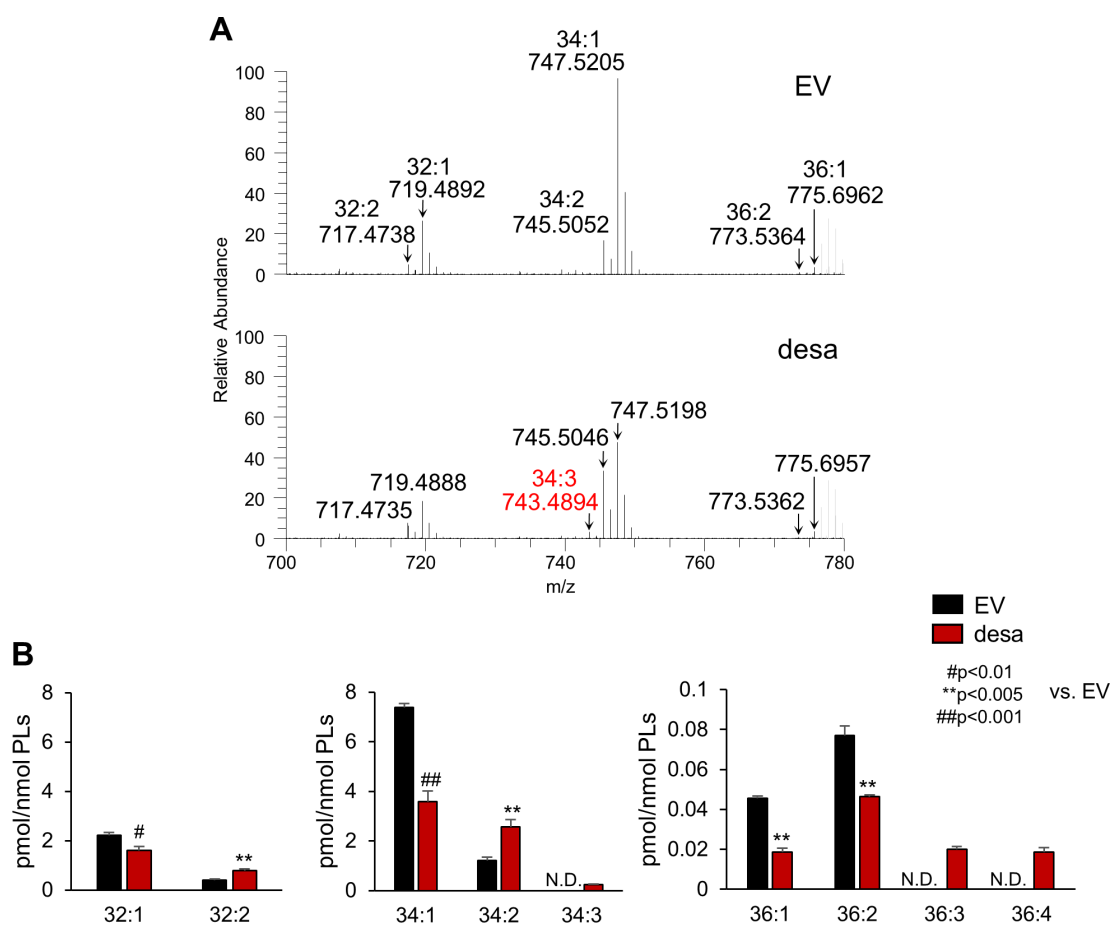 A
34:1
747.5205
EV
100
80
60
40
20
0
32:1
719.4892
32:2
717.4738
34:2
745.5052
36:1
775.6962
36:2
773.5364
Relative Abundance
desa
100
80
60
40
20
0
747.5198
745.5046
34:3
743.4894
719.4888
717.4735
775.6957
773.5362
700 720 740 760 780
m/z
B
EV
desa
#p<0.01
**p<0.005 vs. EV
##p<0.001
pmol/nmol PLs
8
6
4
2
0
#
**
32:1 32:2
pmol/nmol PLs
8
6
4
2
0
##
**
N.D.
34:1 34:2 34:3
pmol/nmol PLs
0.1
0.08
0.06
0.04
0.02
0
**
**
N.D. N.D.
36:1 36:2 36:3 36:4